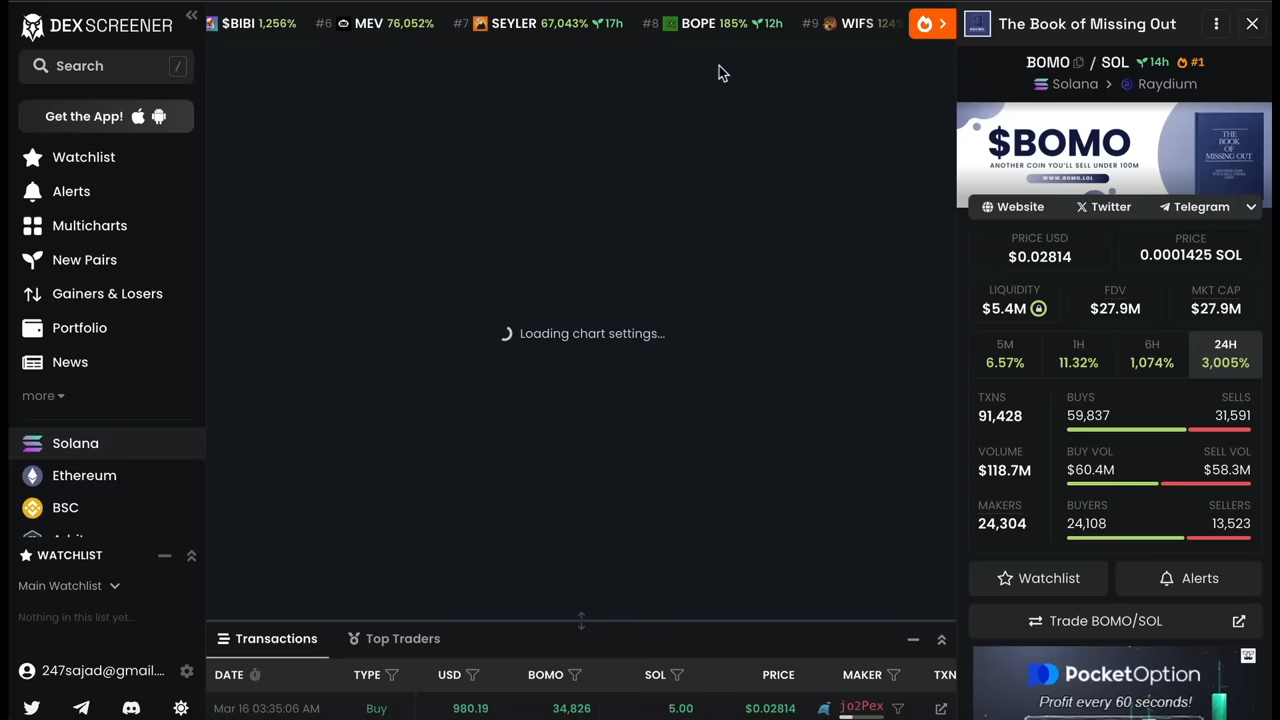 DEXSCREENER
Search /
Get the App!
Watchlist
Alerts
Multicharts
New Pairs
Gainers & Losers
Portfolio
News
more
Solana
Ethereum
BSC
WATCHLIST
Main Watchlist
Nothing in this list yet...
247sajad@gmail....
$BIBI 1,256% #6 MEV 76,052% #7 SEYLER 67,043% 17h #8 BOPE 185% 12h #9 WIFS 124%
Loading chart settings...
Transactions Top Traders
DATE TYPE USD BOMO SOL PRICE MAKER TXN
Mar 16 03:35:06 AM Buy 980.19 34,826 5.00 $0.02814 jo2Pex
The Book of Missing Out
BOMO / SOL 14h #1
Solana > Raydium
$BOMO
ANOTHER COIN YOU'LL SELL UNDER 100M
WWW.BOMO.LOL
THE
BOOK
OF
MISSING OUT
Website Twitter Telegram
PRICE USD PRICE
$0.02814 0.0001425 SOL
LIQUIDITY FDV MKT CAP
$5.4M $27.9M $27.9M
5M 1H 6H 24H
6.57% 11.32% 1,074% 3,005%
TXNS BUYS SELLS
91,428 59,837 31,591
VOLUME BUY VOL SELL VOL
$118.7M $60.4M $58.3M
MAKERS BUYERS SELLERS
24,304 24,108 13,523
Watchlist Alerts
Trade BOMO/SOL
PocketOption
Profit every 60 seconds!